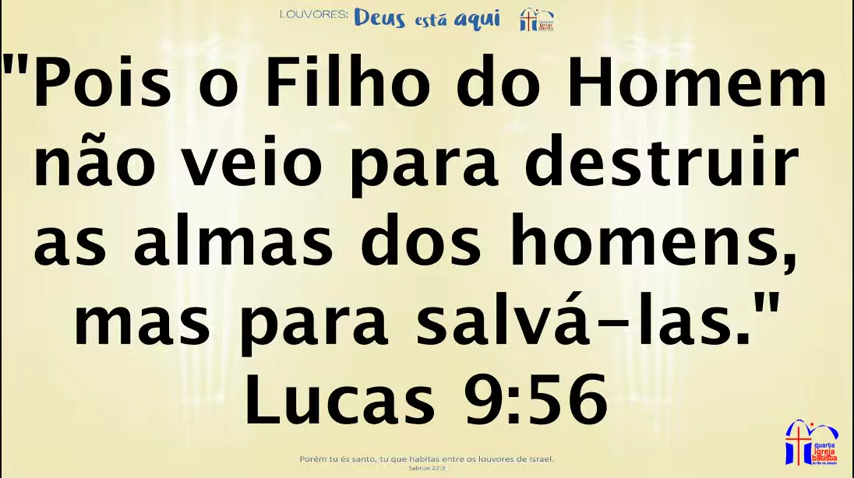 LOUVORES: Deus está aqui
"Pois o Filho do Homem
não veio para destruir
as almas dos homens,
mas para salvá-las."
Lucas 9:56
Porém tu és santo, tu que habitas entre os louvores de Israel.
Salmos 22:3
quarta
Igreja
batista